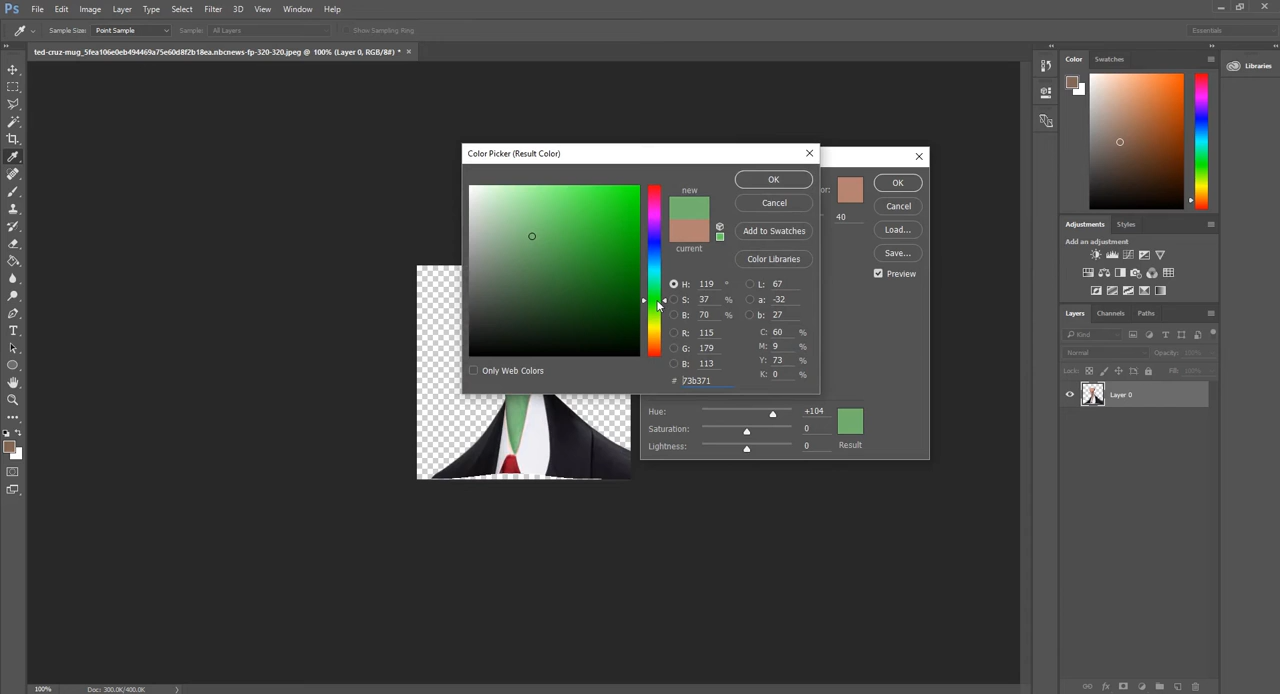 Ps File Edit Image Layer Type Select Filter 3D View Window Help
Sample Size: Point Sample Sample: All Layers Show Sampling Ring Essentials
ted-cruz-mug_5fea106e0eb494469a75e60d8f2b18ea.nbcnews-fp-320-320.jpeg @ 100% (Layer 0, RGB/8#) * ×
Color Swatches
Libraries
Color Picker (Result Color)
new
OK
Cancel
Add to Swatches
current
Color Libraries
H: 119 ° L: 67
S: 37 % a: -32
B: 70 % b: 27
R: 115 C: 60 %
G: 179 M: 9 %
B: 113 Y: 73 %
K: 0 %
# 73b371
Only Web Colors
or:
40
OK
Cancel
Load...
Save...
Preview
Hue: +104
Saturation: 0
Lightness: 0
Result
Adjustments Styles
Add an adjustment
Layers Channels Paths
Kind
Normal Opacity: 100%
Lock: Fill: 100%
Layer 0
100% Doc: 300.0K/400.0K